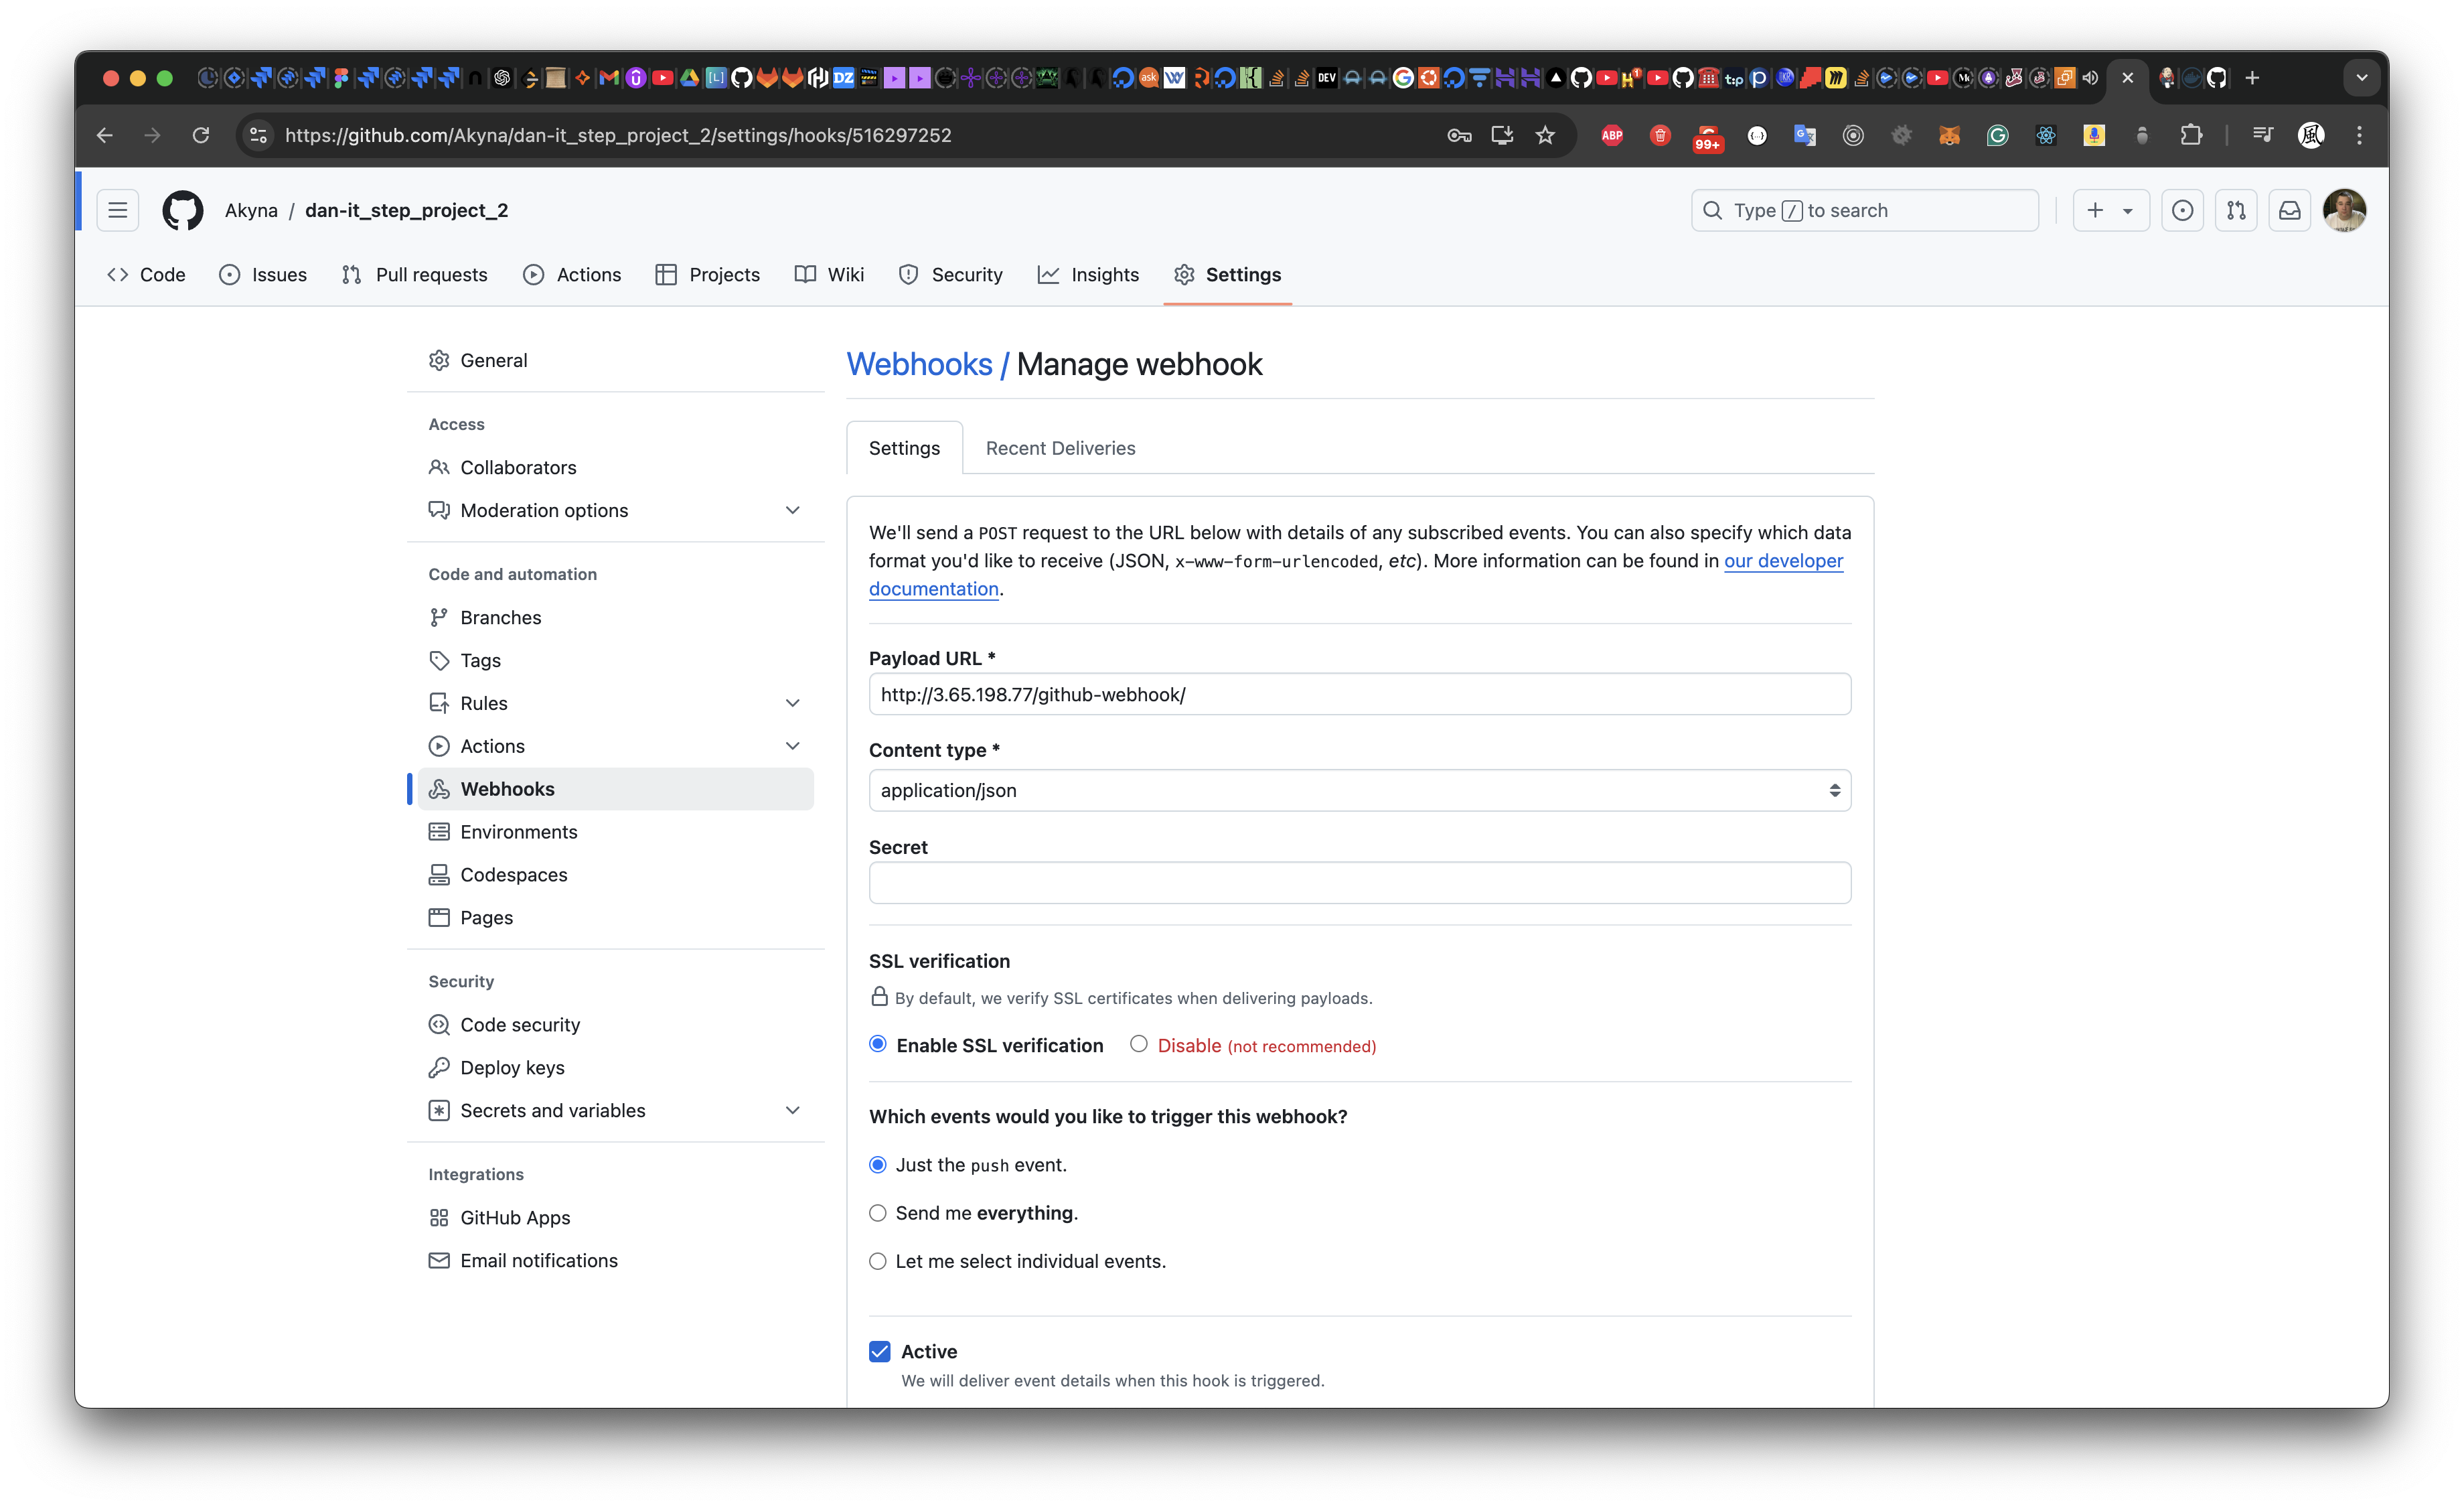 https://github.com/Akyna/dan-it_step_project_2/settings/hooks/516297252
ABP
99+
Akyna / dan-it_step_project_2
Type / to search
Code
Issues
Pull requests
Actions
Projects
Wiki
Security
Insights
Settings
General
Access
Collaborators
Moderation options
Code and automation
Branches
Tags
Rules
Actions
Webhooks
Environments
Codespaces
Pages
Security
Code security
Deploy keys
Secrets and variables
Integrations
GitHub Apps
Email notifications
Webhooks / Manage webhook
Settings
Recent Deliveries
We'll send a POST request to the URL below with details of any subscribed events. You can also specify which data
format you'd like to receive (JSON, x-www-form-urlencoded, etc). More information can be found in our developer
documentation.
Payload URL *
http://3.65.198.77/github-webhook/
Content type *
application/json
Secret
SSL verification
By default, we verify SSL certificates when delivering payloads.
Enable SSL verification
Disable (not recommended)
Which events would you like to trigger this webhook?
Just the push event.
Send me everything.
Let me select individual events.
Active
We will deliver event details when this hook is triggered.